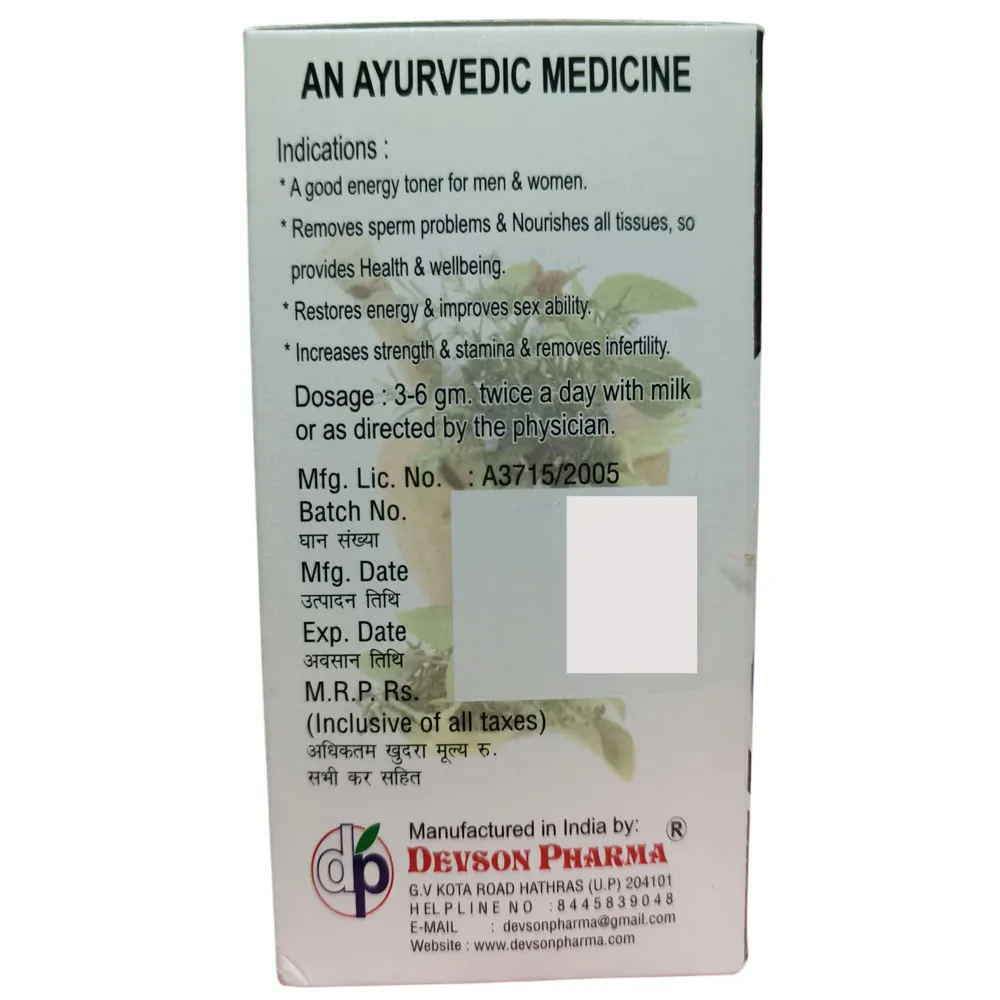 AN AYURVEDIC MEDICINE
Indications :
* A good energy toner for men & women.
* Removes sperm problems & Nourishes all tissues, so
provides Health & wellbeing.
* Restores energy & improves sex ability.
* Increases strength & stamina & removes infertility.
Dosage : 3-6 gm. twice a day with milk
or as directed by the physician.
Mfg. Lic. No. : A3715/2005
Batch No.
घान संख्या
Mfg. Date
उत्पादन तिथि
Exp. Date
अवसान तिथि
M.R.P. Rs.
(Inclusive of all taxes)
अधिकतम खुदरा मूल्य रु.
सभी कर सहित
dp
Manufactured in India by: ®
DEVSON PHARMA
G.V KOTA ROAD HATHRAS (U.P) 204101
HELPLINE NO : 8445839048
E-MAIL : devsonpharma@gmail.com
Website : www.devsonpharma.com